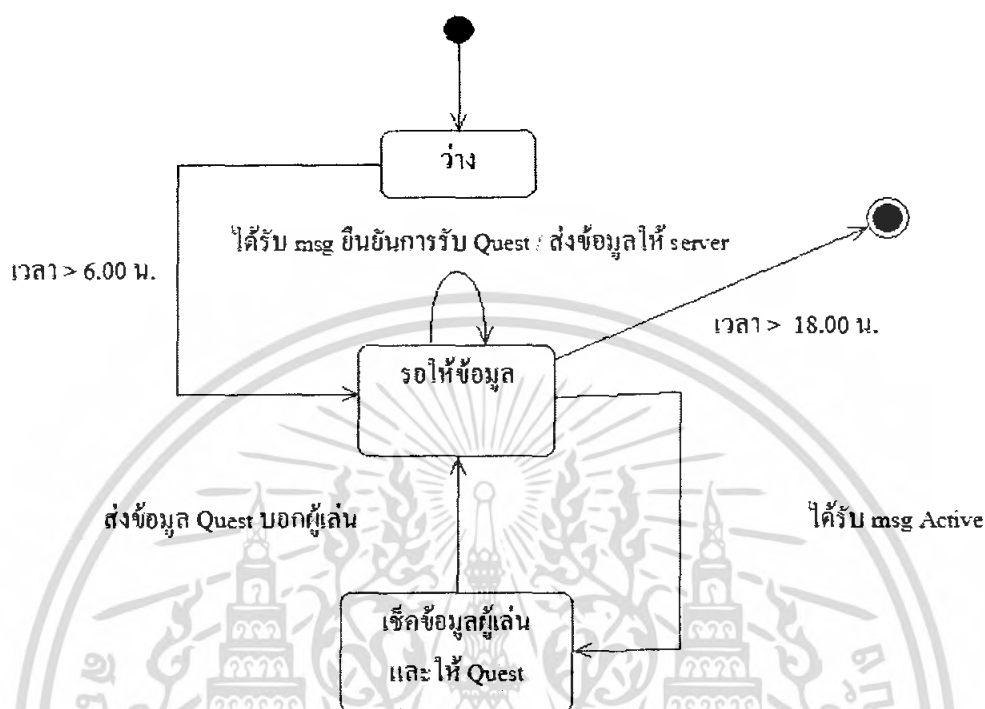 ว่าง
ได้รับ msg ยืนยันการรับ Quest / ส่งข้อมูลให้ server
เวลา > 6.00 น.
เวลา > 18.00 น.
รอให้ข้อมูล
ส่งข้อมูล Quest บอกผู้เล่น
ได้รับ msg Active
เช็คข้อมูลผู้เล่น
และให้ Quest